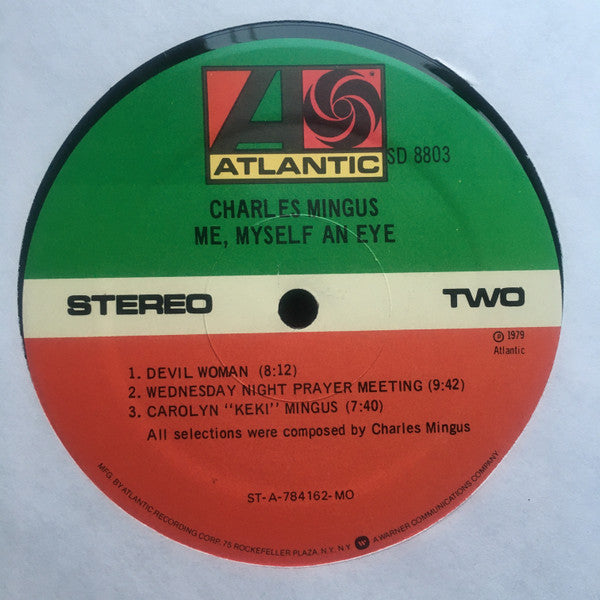 ATLANTIC
SD 8803
CHARLES MINGUS
ME, MYSELF AN EYE
STEREO TWO
℗ 1979
Atlantic
1. DEVIL WOMAN (8:12)
2. WEDNESDAY NIGHT PRAYER MEETING (9:42)
3. CAROLYN "KEKI" MINGUS (7:40)
All selections were composed by Charles Mingus
ST-A-784162-MO
MFG. BY ATLANTIC RECORDING CORP. 75 ROCKEFELLER PLAZA, N.Y. N.Y. A WARNER COMMUNICATIONS COMPANY